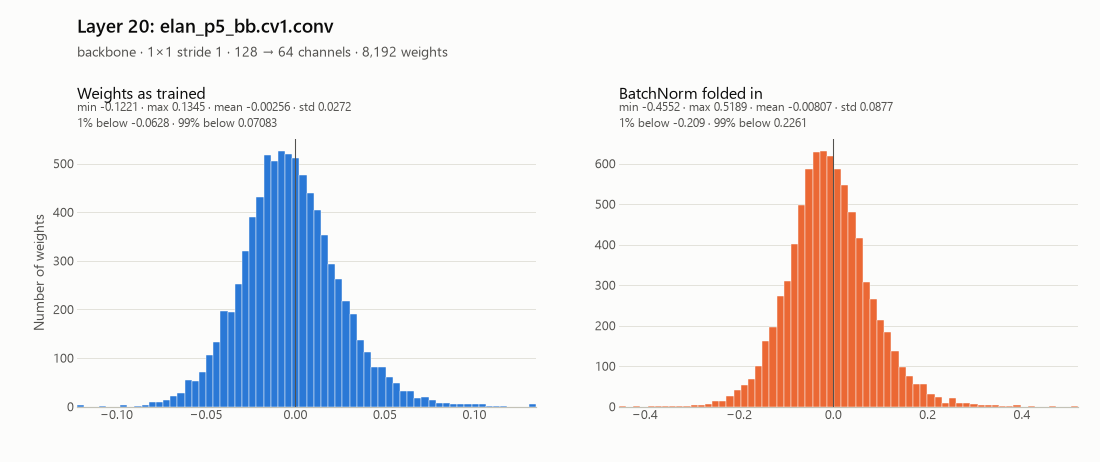 Layer 20: elan_p5_bb.cv1.conv
backbone · 1×1 stride 1 · 128 → 64 channels · 8,192 weights
Weights as trained
min -0.1221 · max 0.1345 · mean -0.00256 · std 0.0272
1% below -0.0628 · 99% below 0.07083
Number of weights
500
400
300
200
100
0
−0.10
−0.05
0.00
0.05
0.10
BatchNorm folded in
min -0.4552 · max 0.5189 · mean -0.00807 · std 0.0877
1% below -0.209 · 99% below 0.2261
600
500
400
300
200
100
0
−0.4
−0.2
0.0
0.2
0.4